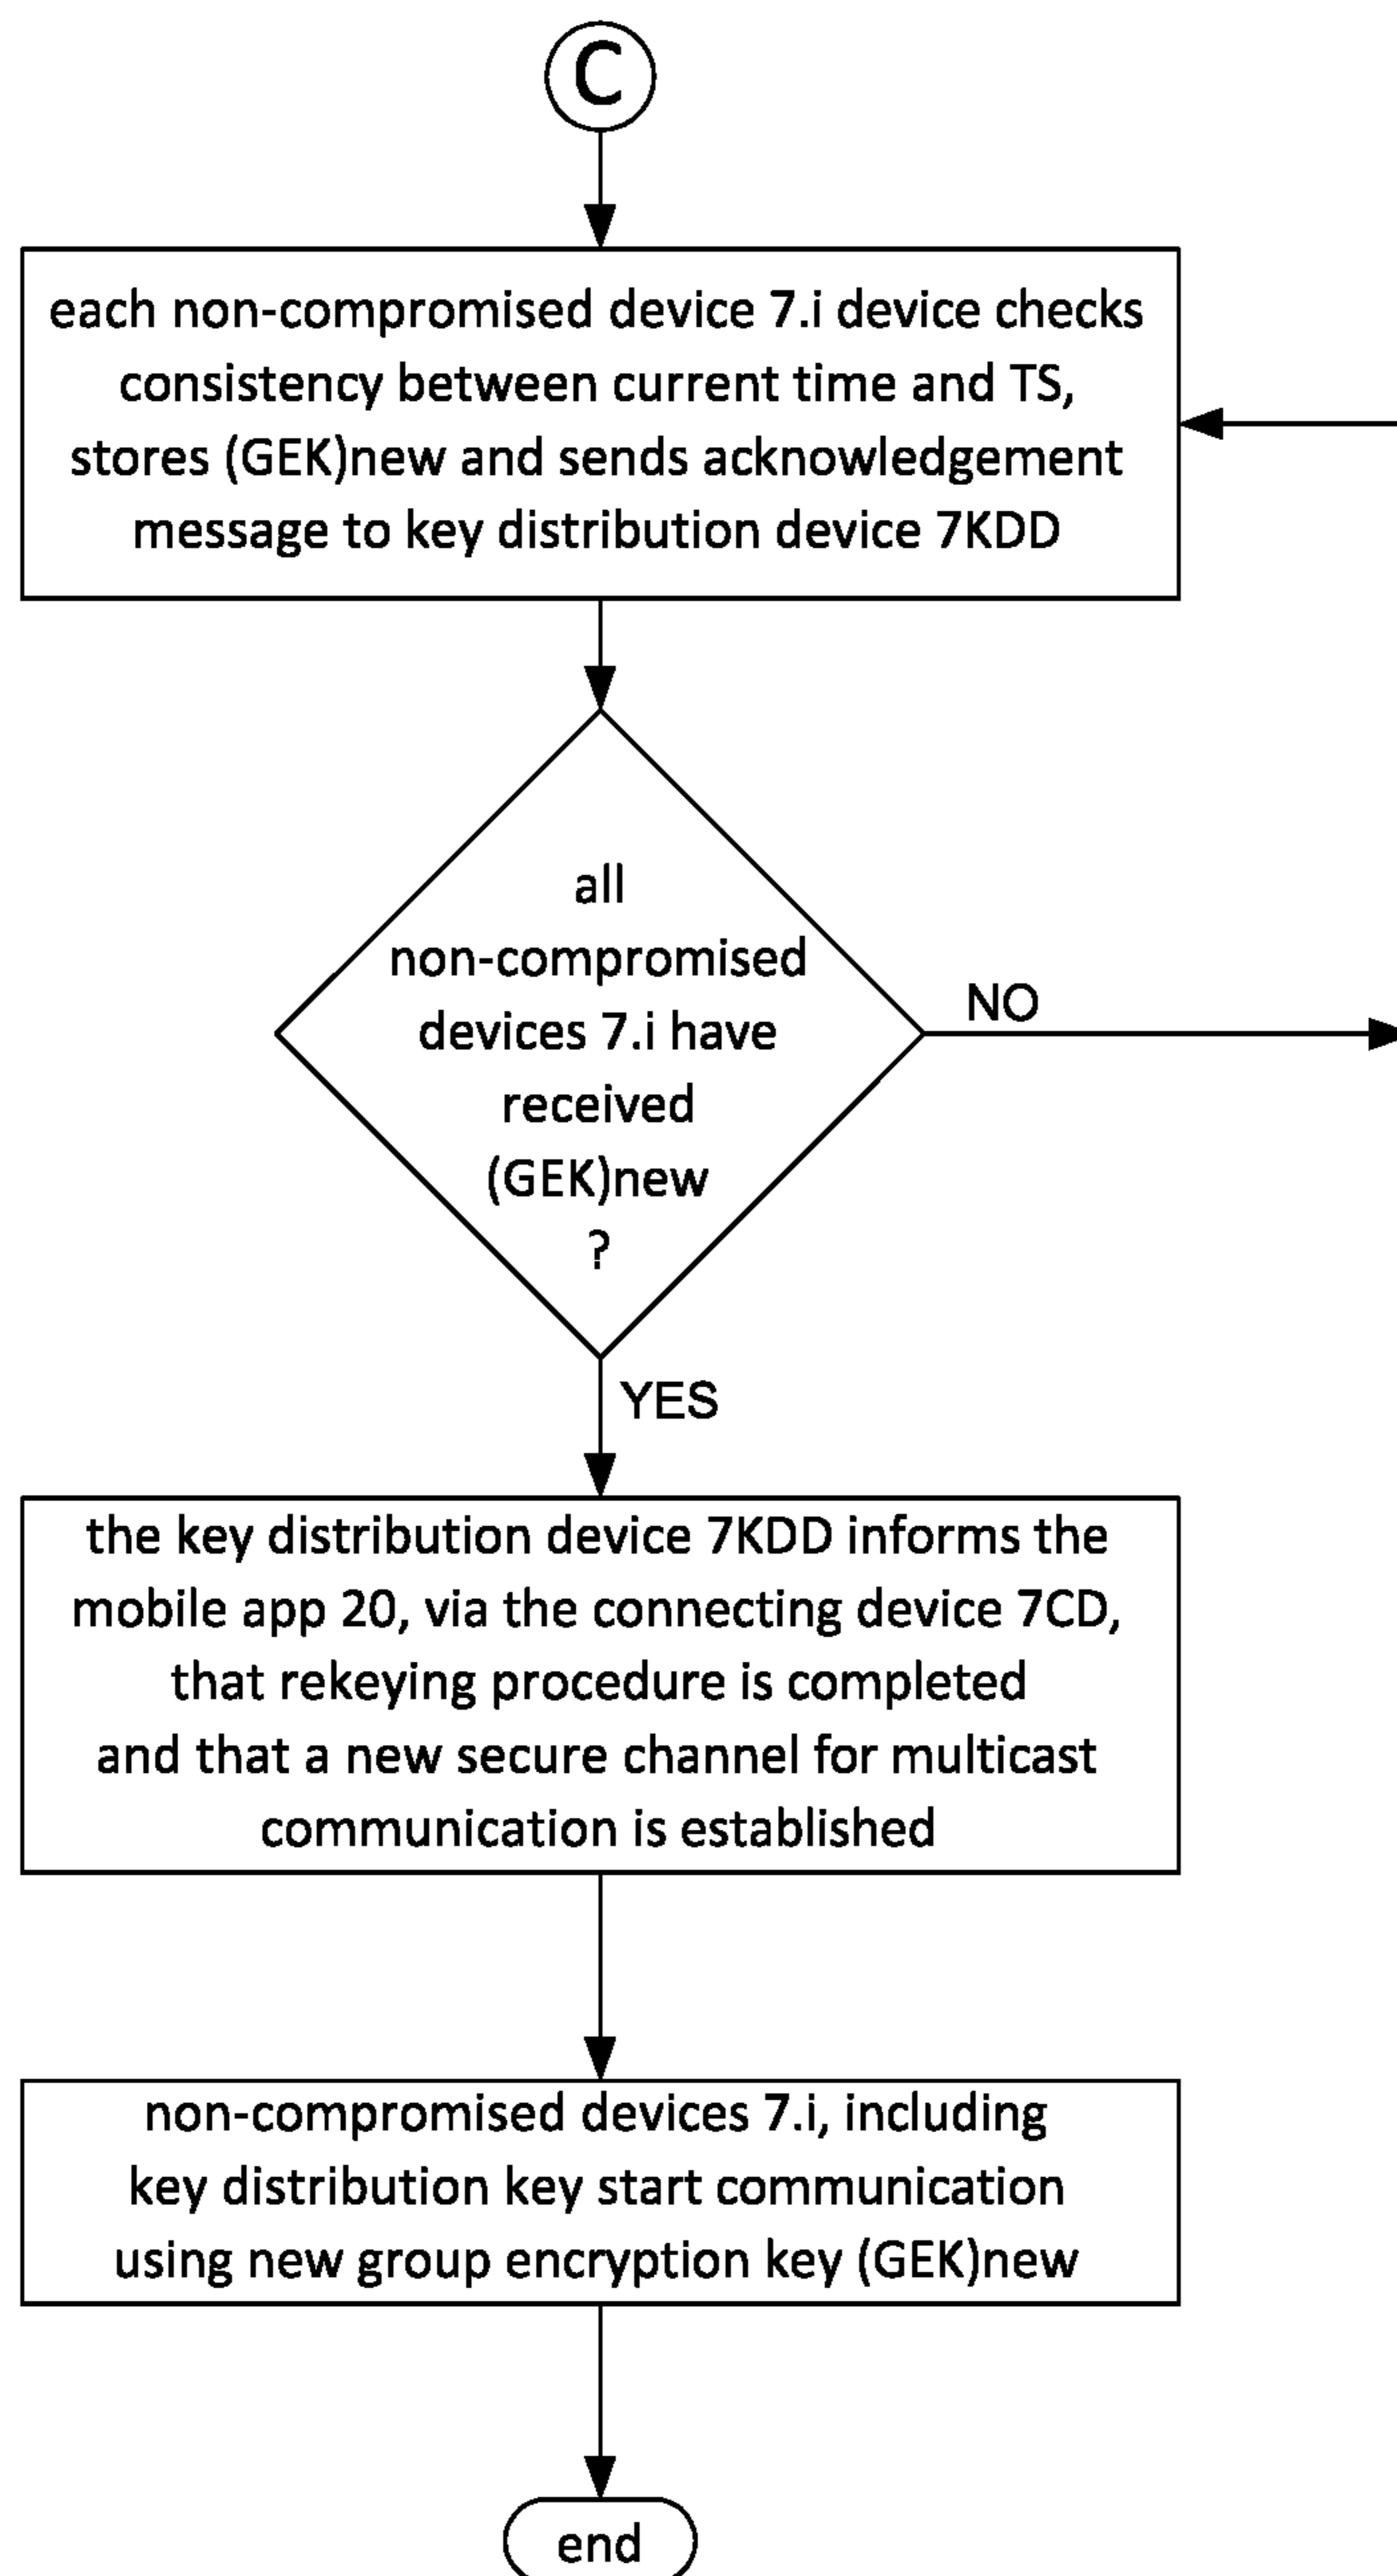 C
each non-compromised device 7.i device checks
consistency between current time and TS,
stores (GEK)new and sends acknowledgement
message to key distribution device 7KDD
all
non-compromised
devices 7.i have
received
(GEK)new
?
NO
YES
the key distribution device 7KDD informs the
mobile app 20, via the connecting device 7CD,
that rekeying procedure is completed
and that a new secure channel for multicast
communication is established
non-compromised devices 7.i, including
key distribution key start communication
using new group encryption key (GEK)new
end